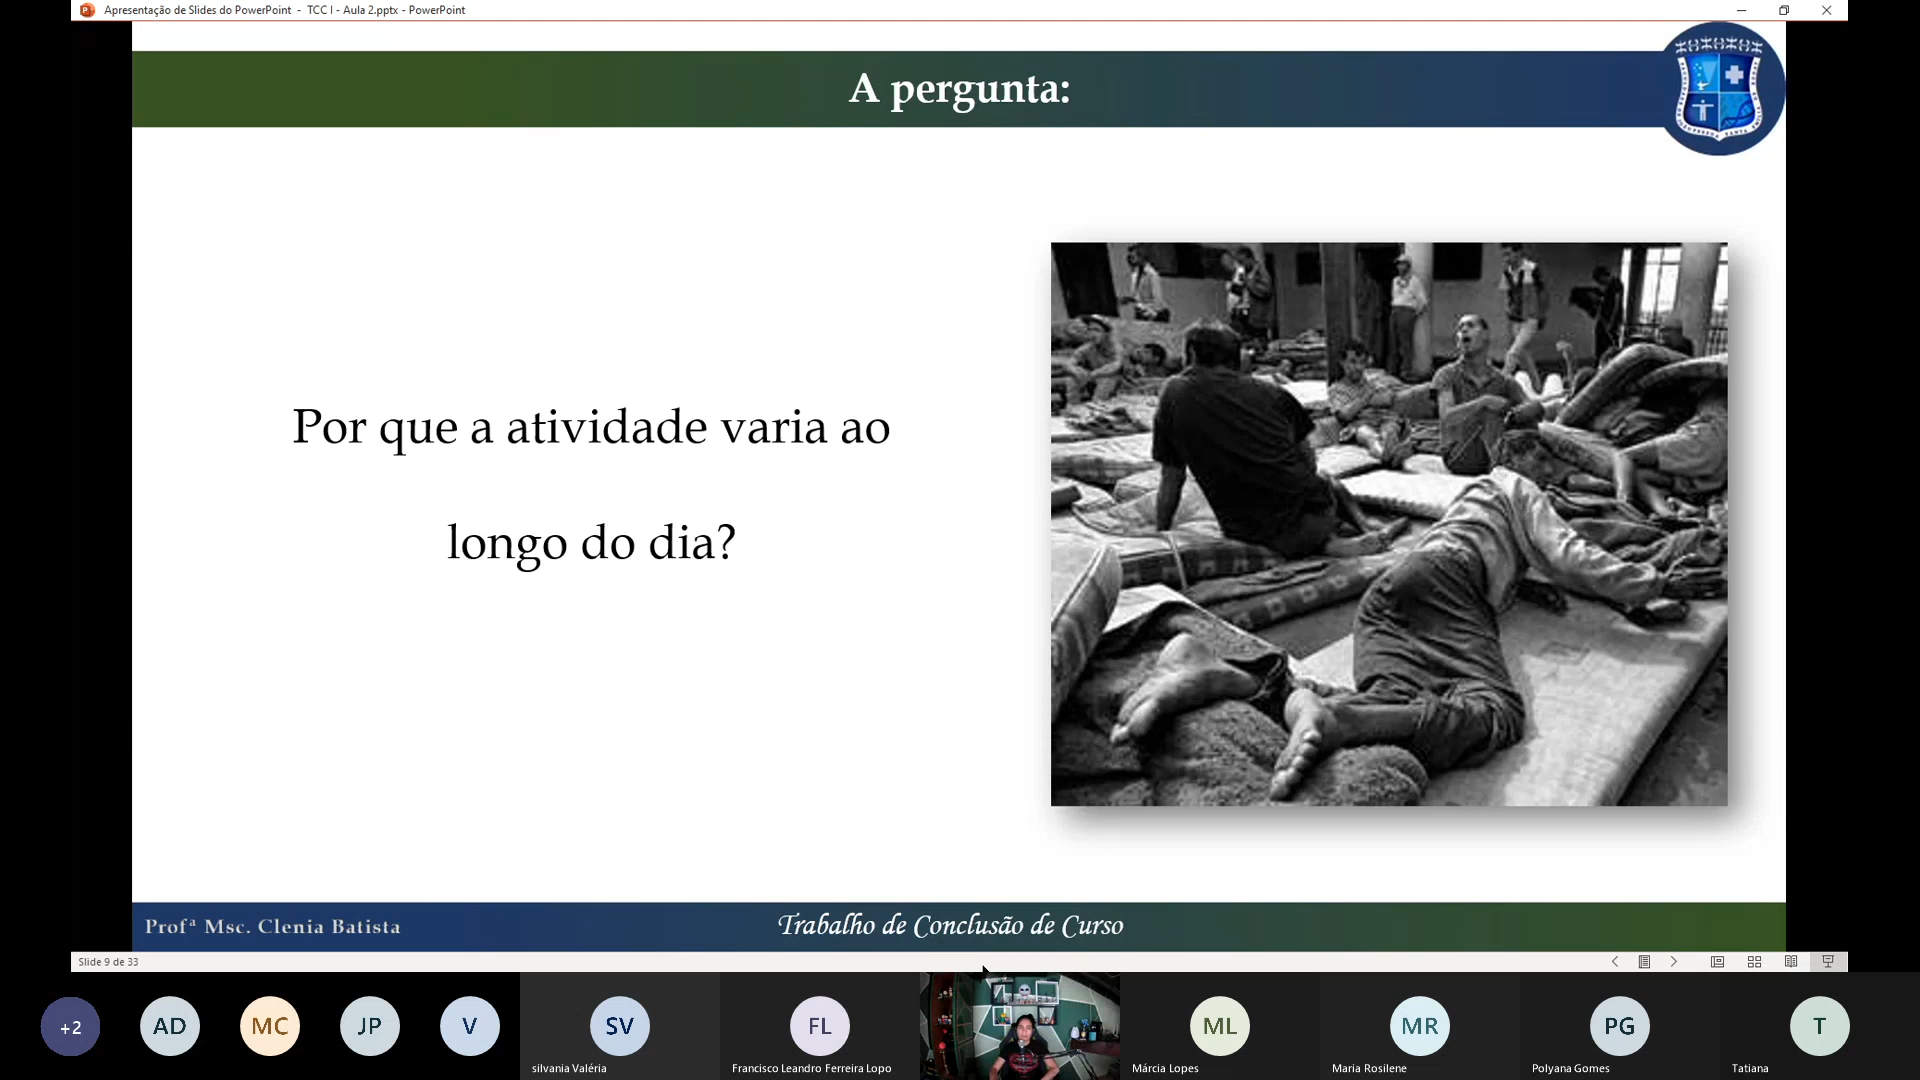 Apresentação de Slides do PowerPoint - TCC I - Aula 2.pptx - PowerPoint
A pergunta:
Por que a atividade varia ao
longo do dia?
Profª Msc. Clenia Batista
Trabalho de Conclusão de Curso
Slide 9 de 33
+2
AD
MC
JP
V
SV
FL
ML
MR
PG
T
silvania Valéria
Francisco Leandro Ferreira Lopo
Márcia Lopes
Maria Rosilene
Polyana Gomes
Tatiana